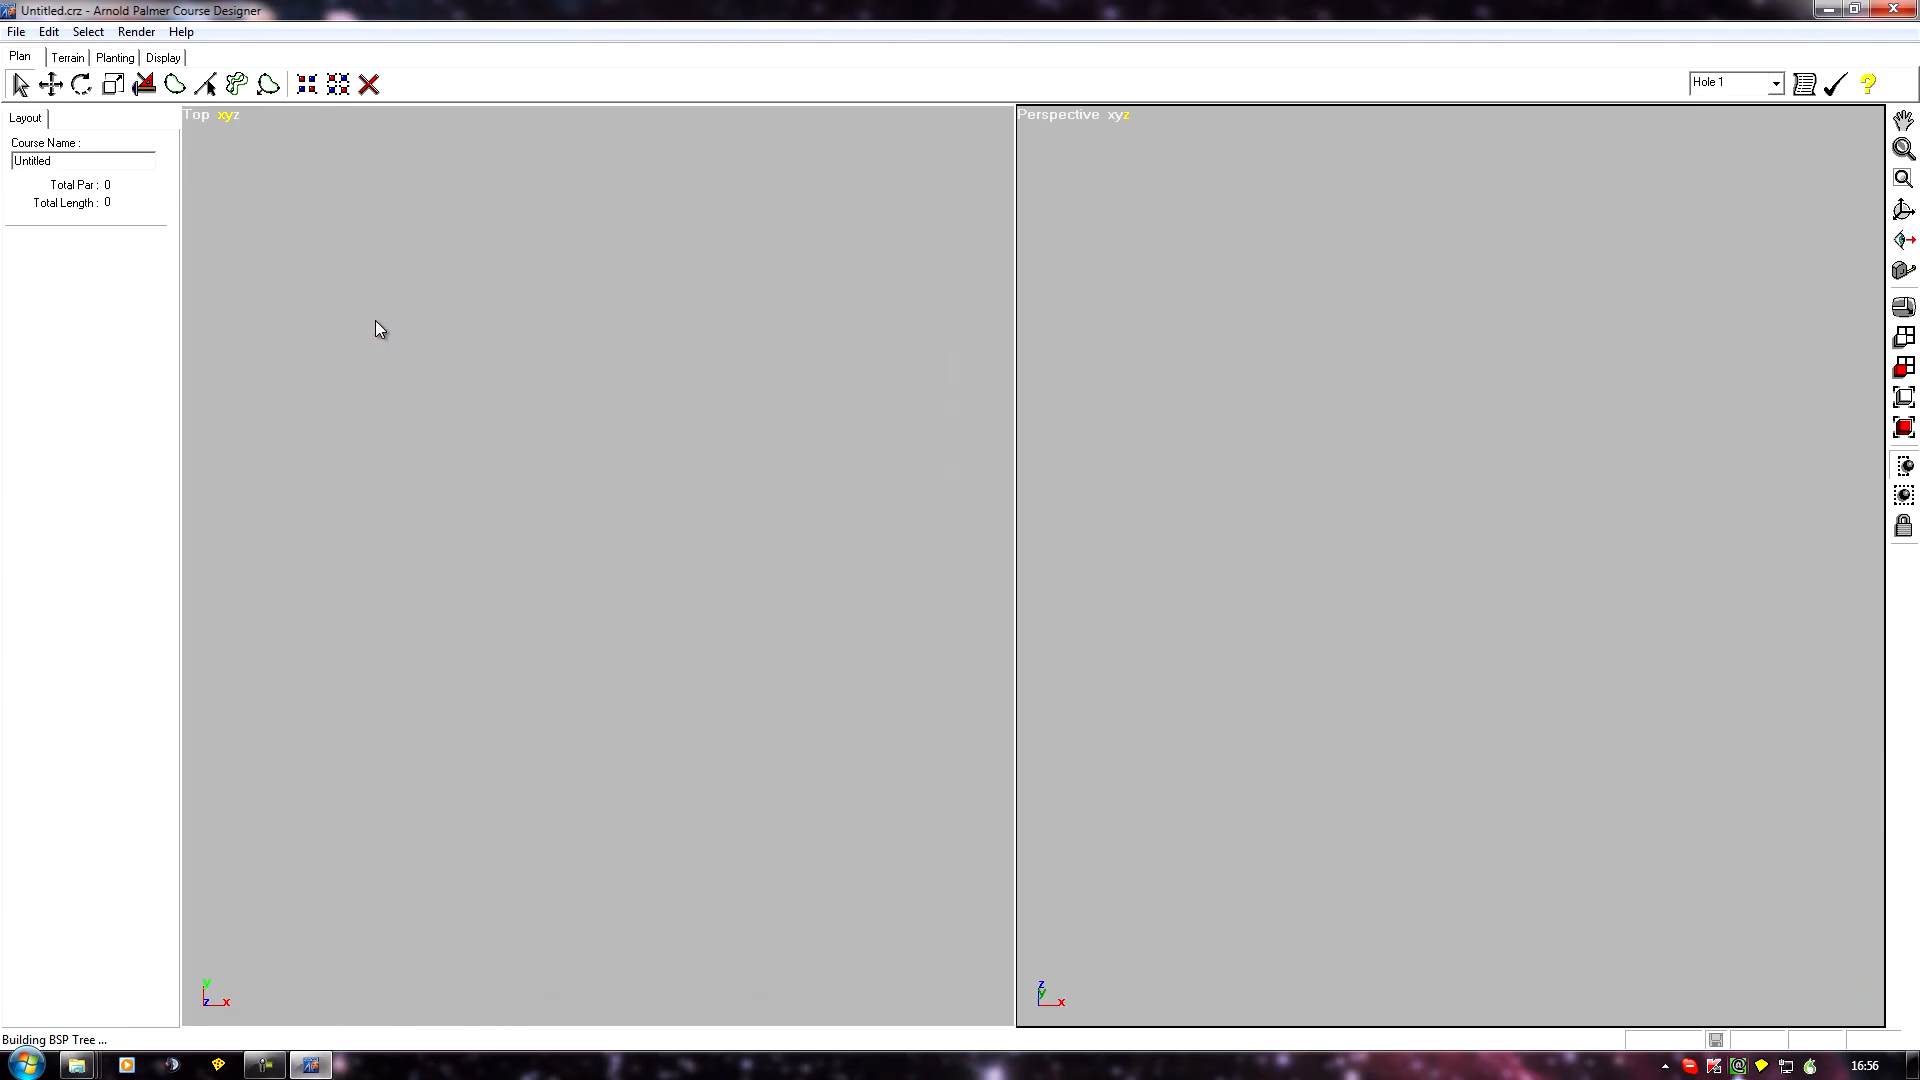 Untitled.crz - Arnold Palmer Course Designer
File Edit Select Render Help
Plan Terrain Planting Display
Hole 1
Layout
Course Name :
Untitled
Total Par : 0
Total Length : 0
Top xyz
Perspective xyz
y
z x
z
y
x
Building BSP Tree ...
16:56